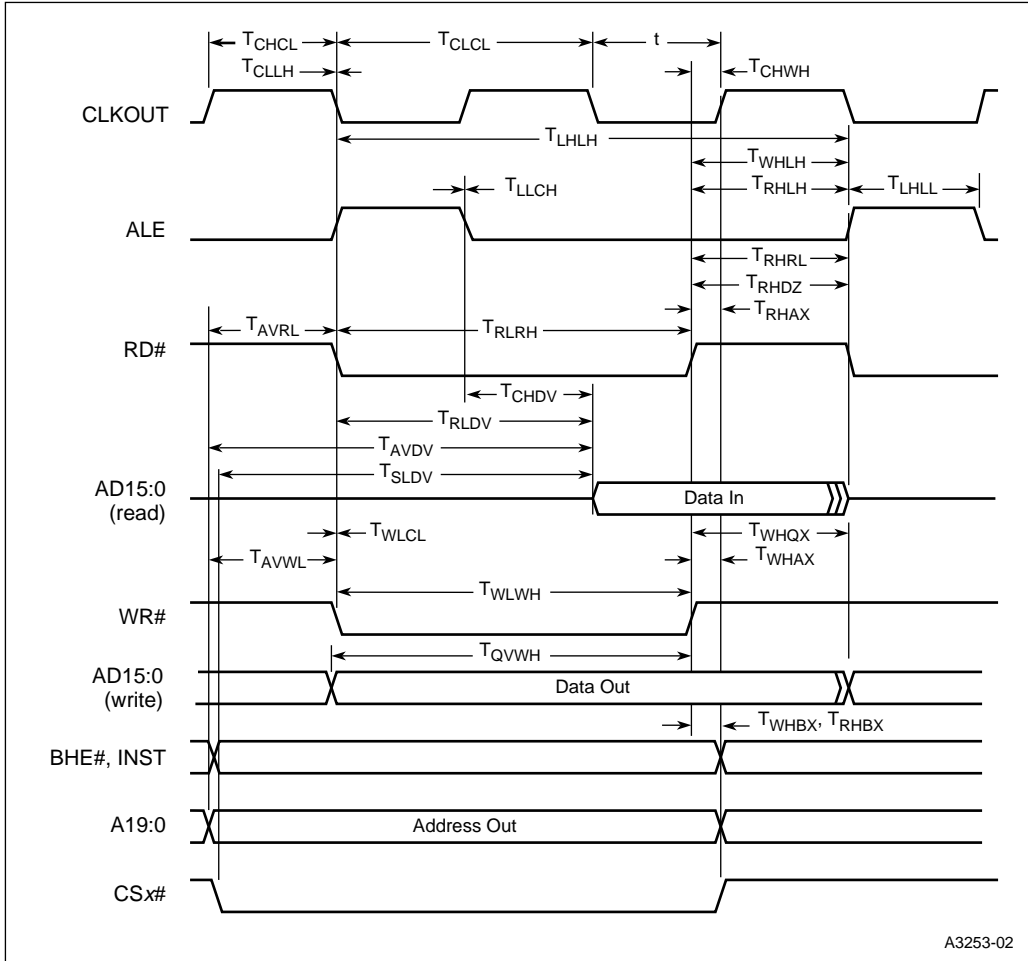 T_CHCL T_CLCL t
T_CLLH T_CHWH
CLKOUT
T_LHLH
T_WHLH
T_LLCH T_RHLH T_LHLL
ALE
T_RHRL
T_RHDZ
T_AVRL T_RLRH T_RHAX
RD#
T_CHDV
T_RLDV
T_AVDV
T_SLDV
AD15:0
(read)
Data In
T_WLCL T_WHQX
T_AVWL T_WHAX
T_WLWH
WR#
T_QVWH
AD15:0
(write)
Data Out
T_WHBX, T_RHBX
BHE#, INST
A19:0 Address Out
CSx#
A3253-02